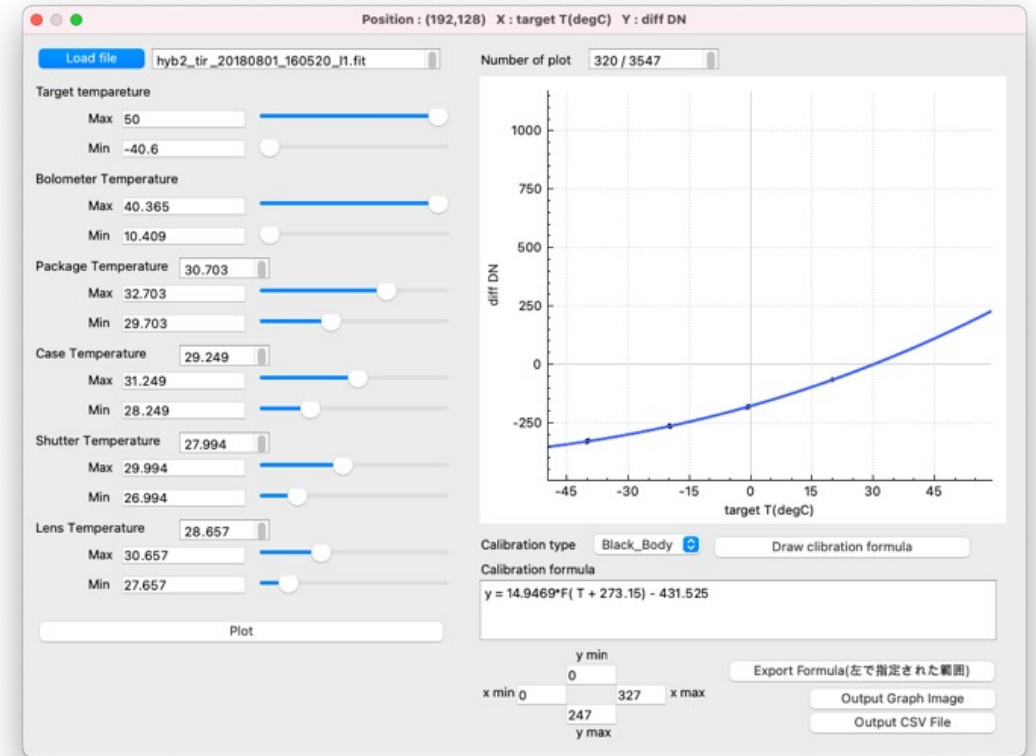 Position : (192,128) X : target T(degC) Y : diff DN
Load file
hyb2_tir_20180801_160520_l1.fit
Target tempareture
Max 50
Min -40.6
Bolometer Temperature
Max 40.365
Min 10.409
Package Temperature 30.703
Max 32.703
Min 29.703
Case Temperature 29.249
Max 31.249
Min 28.249
Shutter Temperature 27.994
Max 29.994
Min 26.994
Lens Temperature 28.657
Max 30.657
Min 27.657
Plot
Number of plot 320 / 3547
1000
750
500
250
0
-250
diff DN
-45 -30 -15 0 15 30 45
target T(degC)
Calibration type Black_Body Draw clibration formula
Calibration formula
y = 14.9469*F( T + 273.15) - 431.525
y min
0
x min 0 327 x max
247
y max
Export Formula(左で指定された範囲)
Output Graph Image
Output CSV File